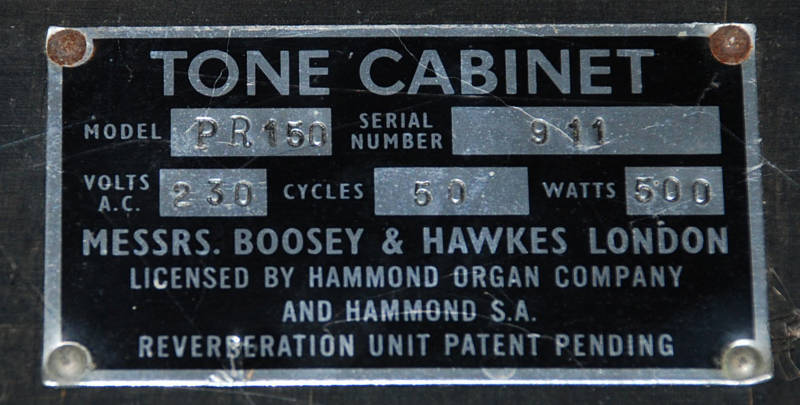 TONE CABINET
MODEL PR150 SERIAL NUMBER 911
VOLTS A.C. 230 CYCLES 50 WATTS 500
MESSRS. BOOSEY & HAWKES LONDON
LICENSED BY HAMMOND ORGAN COMPANY
AND HAMMOND S.A.
REVERBERATION UNIT PATENT PENDING